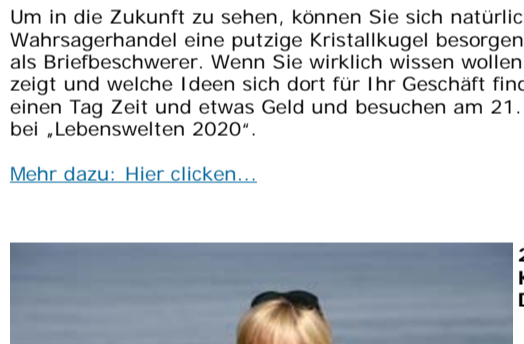 Um in die Zukunft zu sehen, können Sie sich
Wahrsagerhandel eine putzige Kristallkugel besorgen
als Briefbeschwerer. Wenn Sie wirklich wissen wollen
zeigt und welche Ideen sich dort für Ihr Geschäft
einen Tag Zeit und etwas Geld und besuchen am 21.
bei „Lebenswelten 2020“.
Mehr dazu: Hier clicken...